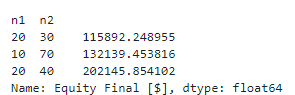 n1  n2
20  30    115892.248955
10  70    132139.453816
20  40    202145.854102
Name: Equity Final [$], dtype: float64